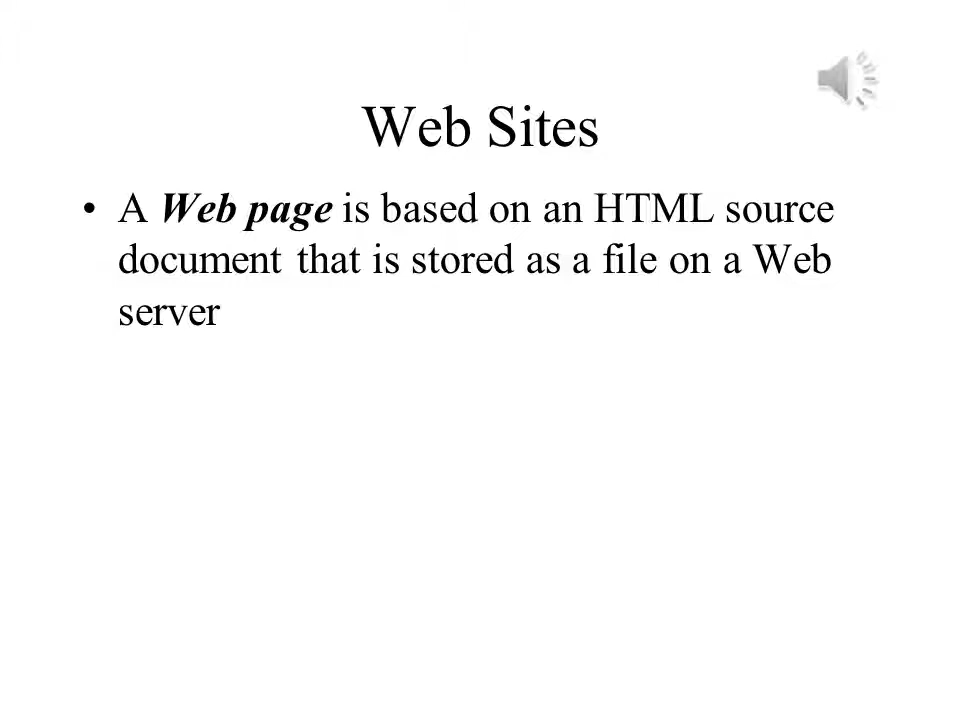 Web Sites
• A Web page is based on an HTML source
document that is stored as a file on a Web
server